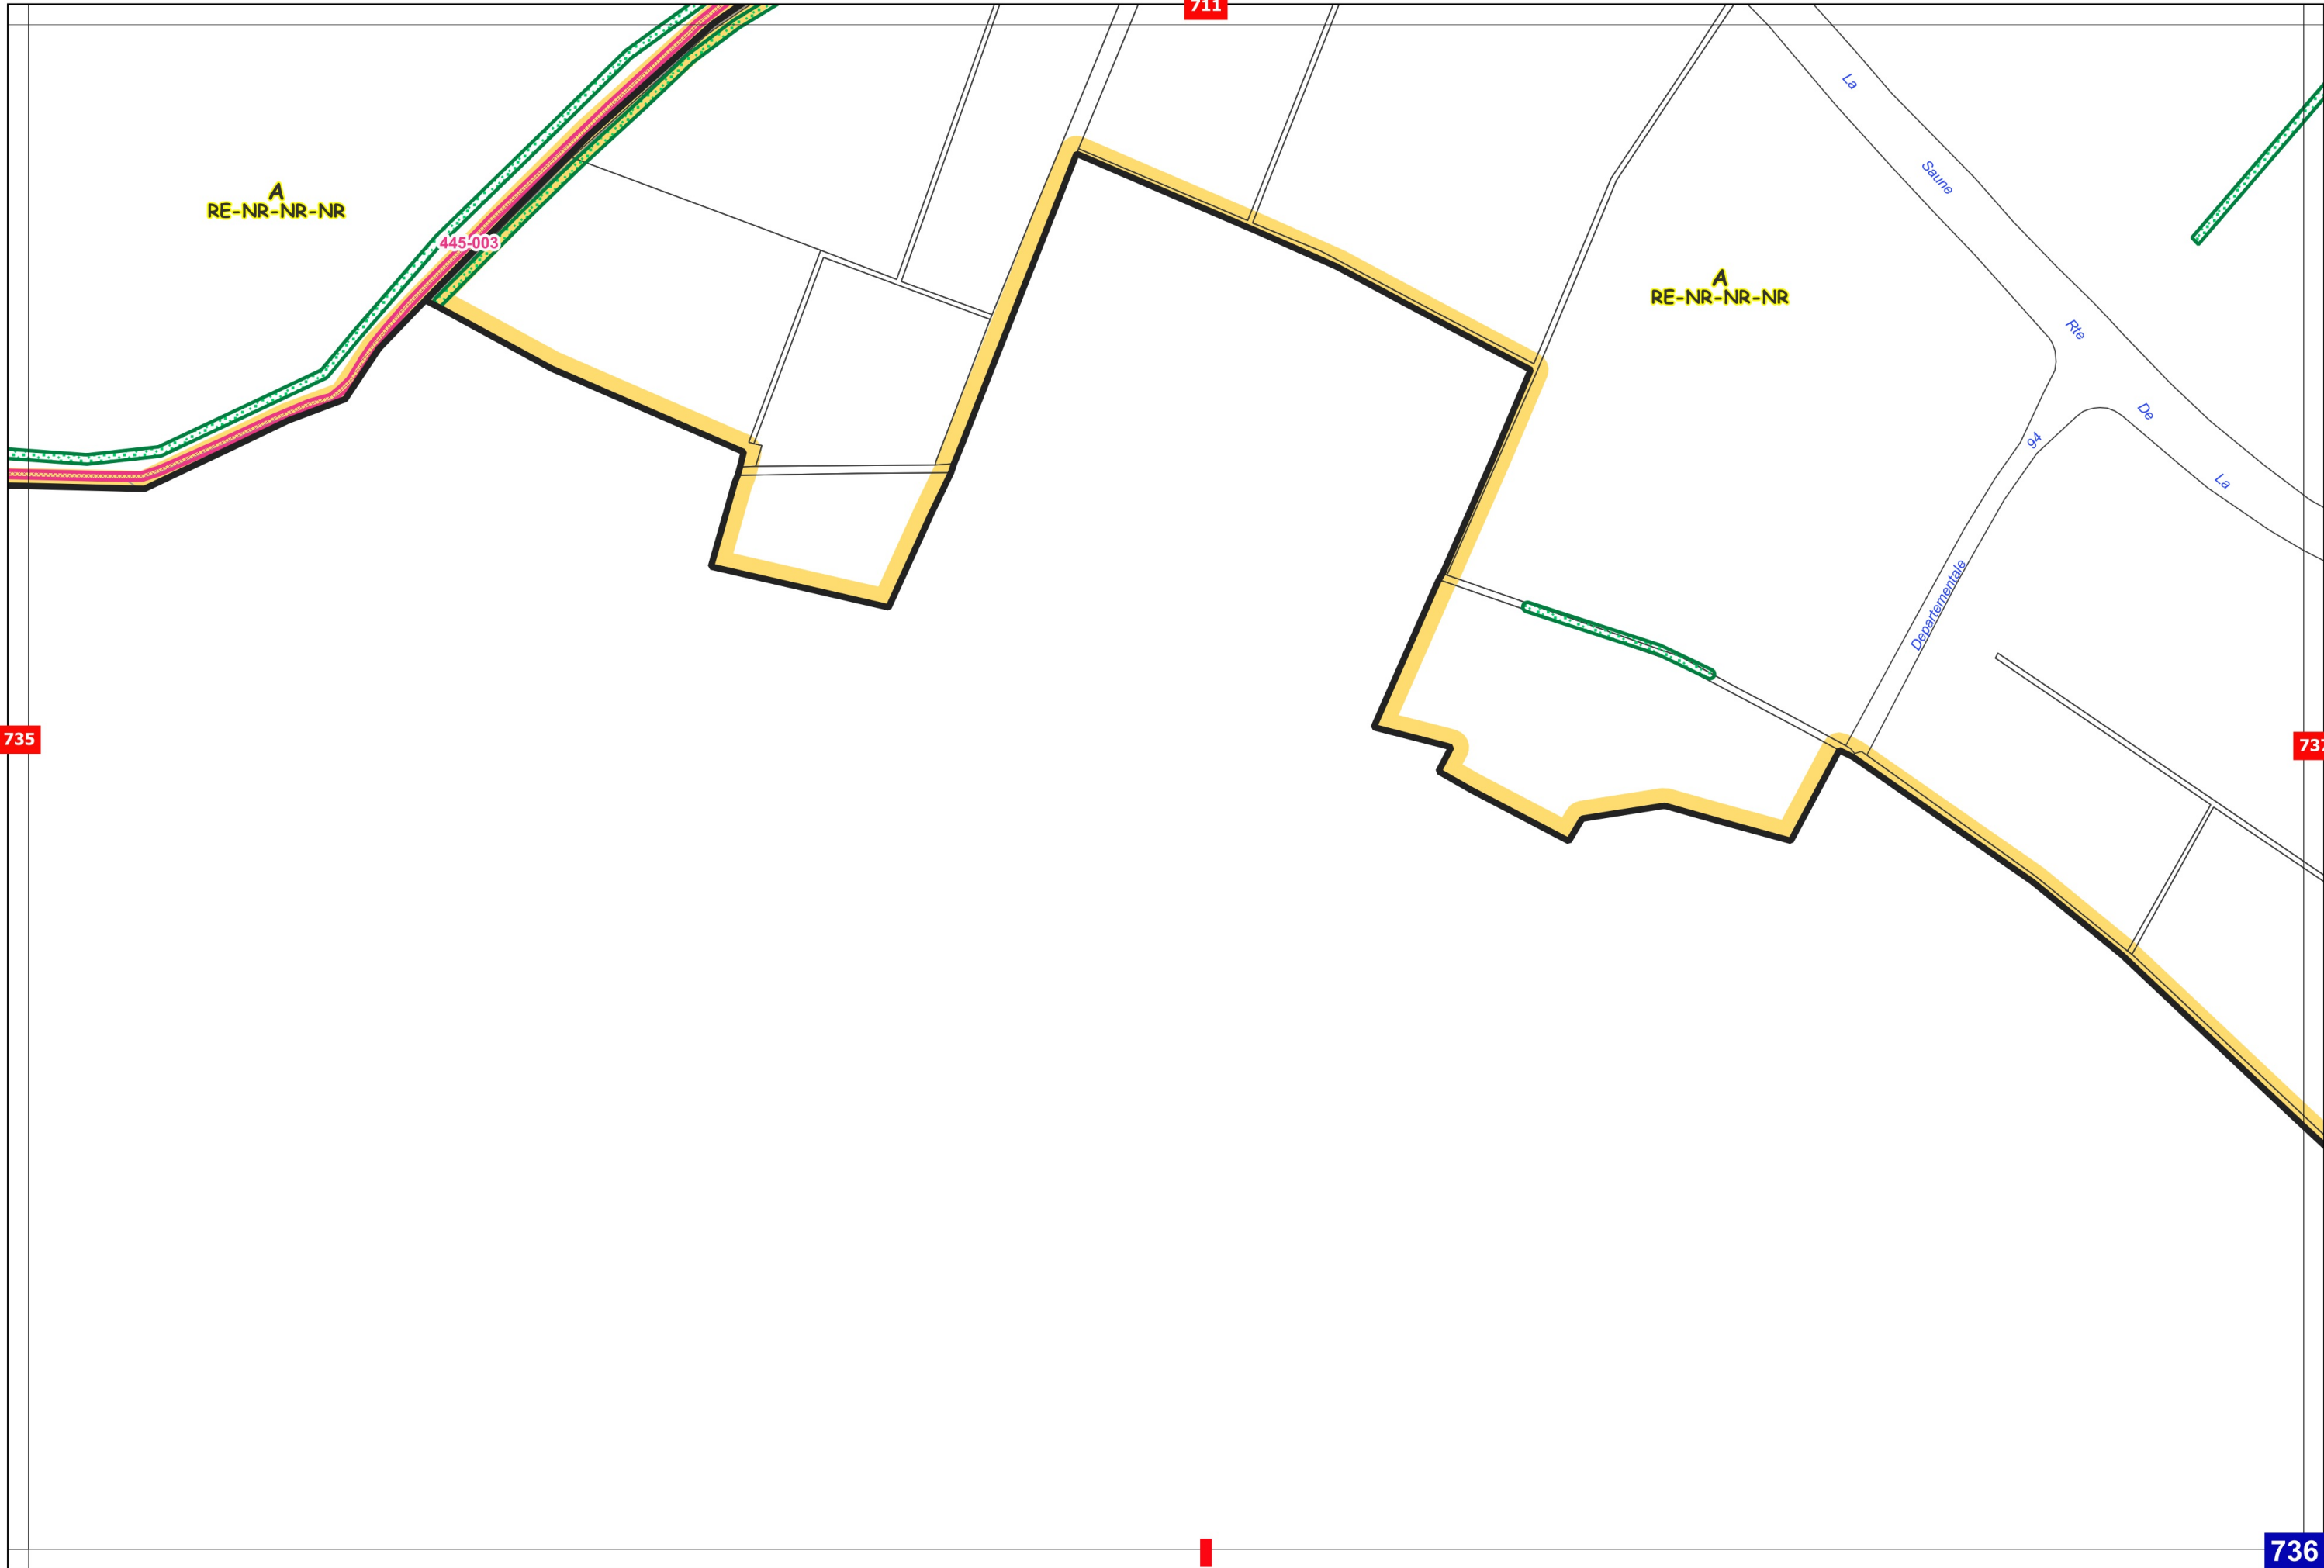 711
La
Saune
A
RE-NR-NR-NR
445-003
A
RE-NR-NR-NR
Rte
De
94
La
Departementale
735
737
736